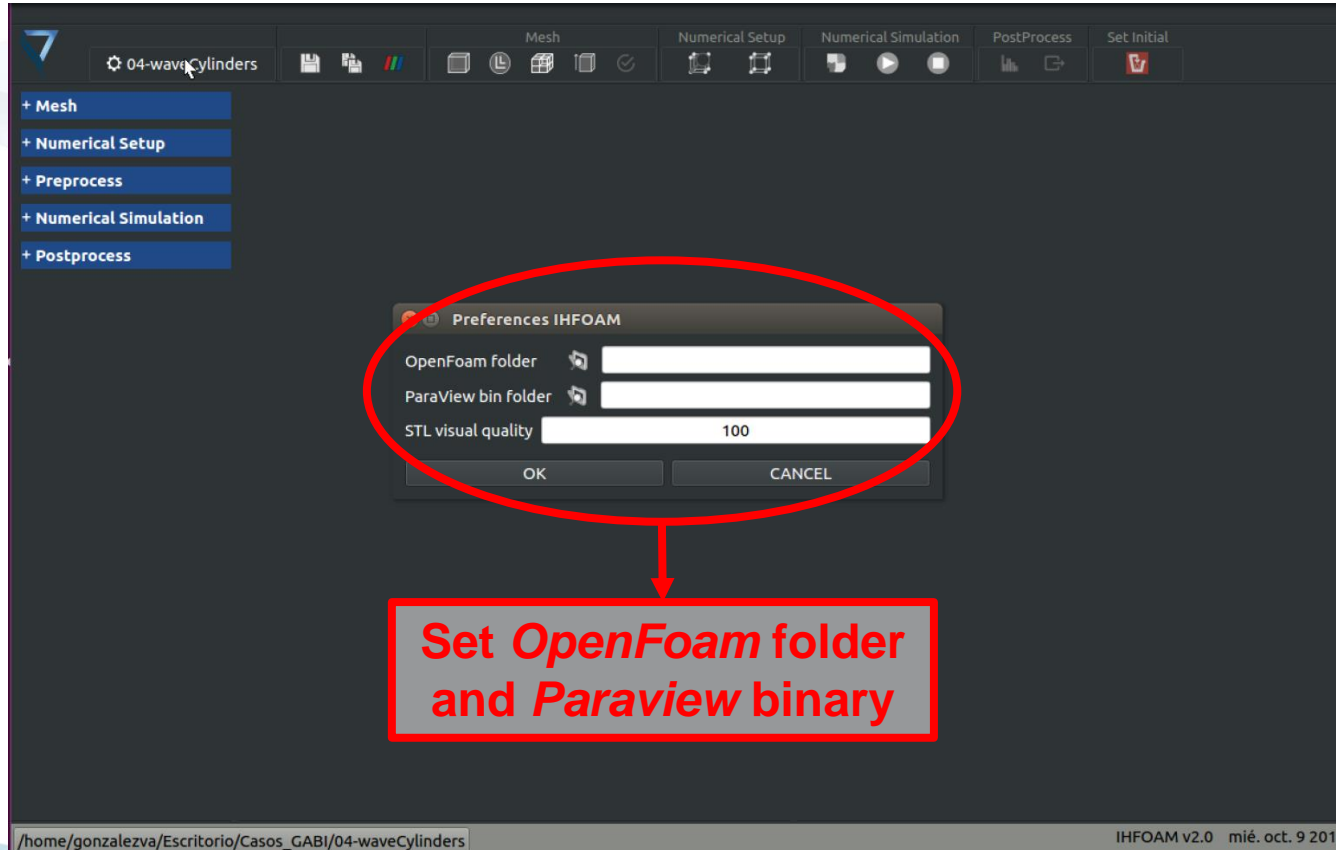 Mesh Numerical Setup Numerical Simulation PostProcess Set Initial
04-waveCylinders
+ Mesh
+ Numerical Setup
+ Preprocess
+ Numerical Simulation
+ Postprocess
Preferences IHFOAM
OpenFoam folder
ParaView bin folder
STL visual quality 100
OK CANCEL
Set OpenFoam folder
and Paraview binary
/home/gonzalezva/Escritorio/Casos_GABI/04-waveCylinders IHFOAM v2.0 mié. oct. 9 201